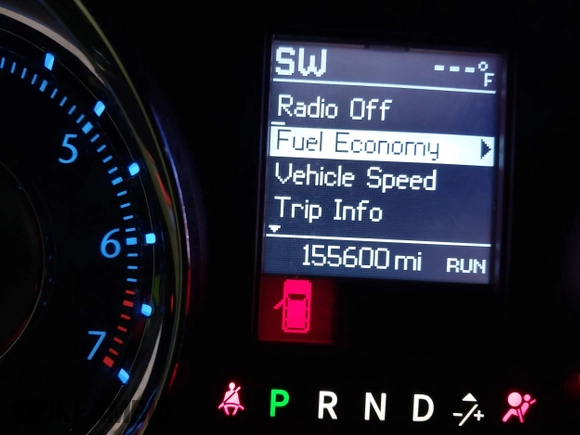 SW ---°F
Radio Off
Fuel Economy
Vehicle Speed
Trip Info
155600 mi RUN
5
6
7
P R N D -/+